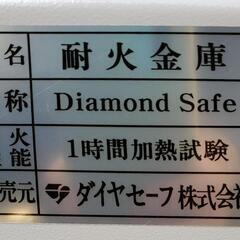 名 耐火金庫
称 Diamond Safe
火能 1時間加熱試験
売元 ダイヤセーフ株式会社